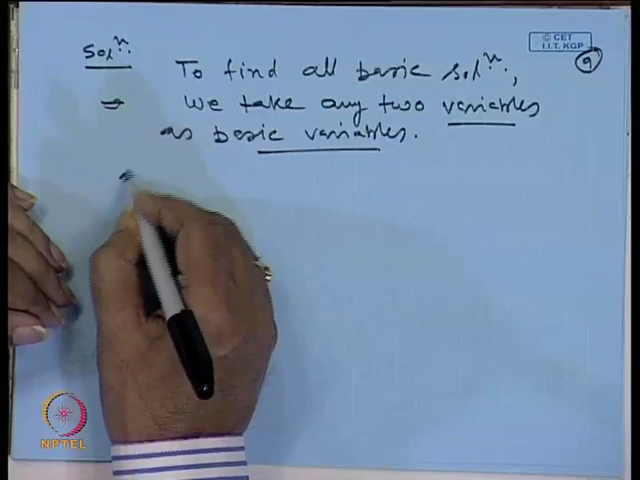 © CET
I.I.T. KGP
9
Solⁿ.
To find all basic solⁿ.,
⇒ We take any two variables
as basic variables.
NPTEL